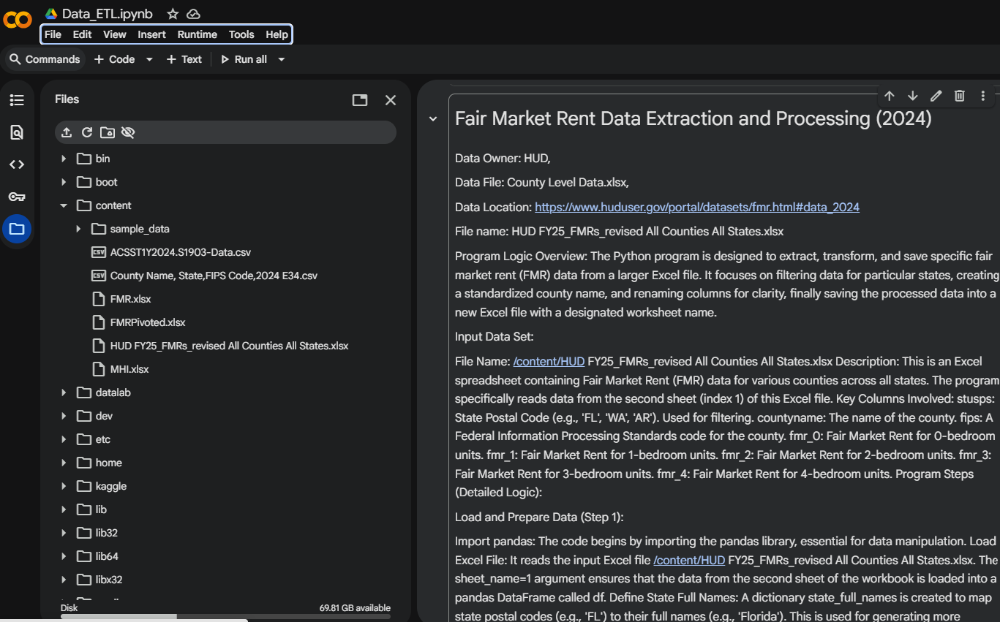 Data_ETL.ipynb
File Edit View Insert Runtime Tools Help
Commands + Code + Text Run all
Files
bin
boot
content
sample_data
CSV ACSST1Y2024.S1903-Data.csv
CSV County Name, State,FIPS Code,2024 E34.csv
FMR.xlsx
FMRPivoted.xlsx
HUD FY25_FMRs_revised All Counties All States.xlsx
MHI.xlsx
datalab
dev
etc
home
kaggle
lib
lib32
lib64
libx32
Disk 69.81 GB available
Fair Market Rent Data Extraction and Processing (2024)
Data Owner: HUD,
Data File: County Level Data.xlsx,
Data Location: https://www.huduser.gov/portal/datasets/fmr.html#data_2024
File name: HUD FY25_FMRs_revised All Counties All States.xlsx
Program Logic Overview: The Python program is designed to extract, transform, and save specific fair
market rent (FMR) data from a larger Excel file. It focuses on filtering data for particular states, creating
a standardized county name, and renaming columns for clarity, finally saving the processed data into a
new Excel file with a designated worksheet name.
Input Data Set:
File Name: /content/HUD FY25_FMRs_revised All Counties All States.xlsx Description: This is an Excel
spreadsheet containing Fair Market Rent (FMR) data for various counties across all states. The program
specifically reads data from the second sheet (index 1) of this Excel file. Key Columns Involved: stusps:
State Postal Code (e.g., 'FL', 'WA', 'AR'). Used for filtering. countyname: The name of the county. fips: A
Federal Information Processing Standards code for the county. fmr_0: Fair Market Rent for 0-bedroom
units. fmr_1: Fair Market Rent for 1-bedroom units. fmr_2: Fair Market Rent for 2-bedroom units. fmr_3:
Fair Market Rent for 3-bedroom units. fmr_4: Fair Market Rent for 4-bedroom units. Program Steps
(Detailed Logic):
Load and Prepare Data (Step 1):
Import pandas: The code begins by importing the pandas library, essential for data manipulation. Load
Excel File: It reads the input Excel file /content/HUD FY25_FMRs_revised All Counties All States.xlsx. The
sheet_name=1 argument ensures that the data from the second sheet of the workbook is loaded into a
pandas DataFrame called df. Define State Full Names: A dictionary state_full_names is created to map
state postal codes (e.g., 'FL') to their full names (e.g., 'Florida'). This is used for generating more